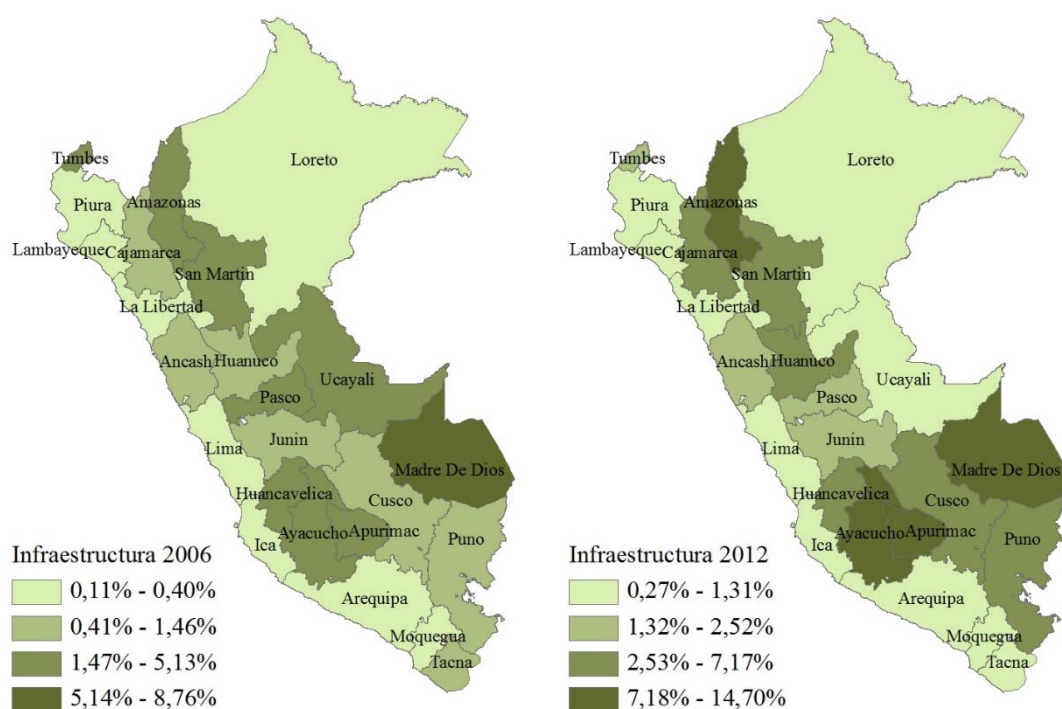 Loreto
Tumbes
Piura
Amazonas
Lambayeque
Cajamarca
San Martin
La Libertad
Ancash
Huanuco
Ucayali
Pasco
Junin
Lima
Madre De Dios
Huancavelica
Cusco
Ayacucho
Apurimac
Ica
Puno
Arequipa
Moquegua
Tacna
Infraestructura 2006
0,11% - 0,40%
0,41% - 1,46%
1,47% - 5,13%
5,14% - 8,76%
Loreto
Tumbes
Piura
Amazonas
Lambayeque
Cajamarca
San Martin
La Libertad
Ancash
Huanuco
Ucayali
Pasco
Junin
Lima
Madre De Dios
Huancavelica
Cusco
Ayacucho
Apurimac
Ica
Puno
Arequipa
Moquegua
Tacna
Infraestructura 2012
0,27% - 1,31%
1,32% - 2,52%
2,53% - 7,17%
7,18% - 14,70%